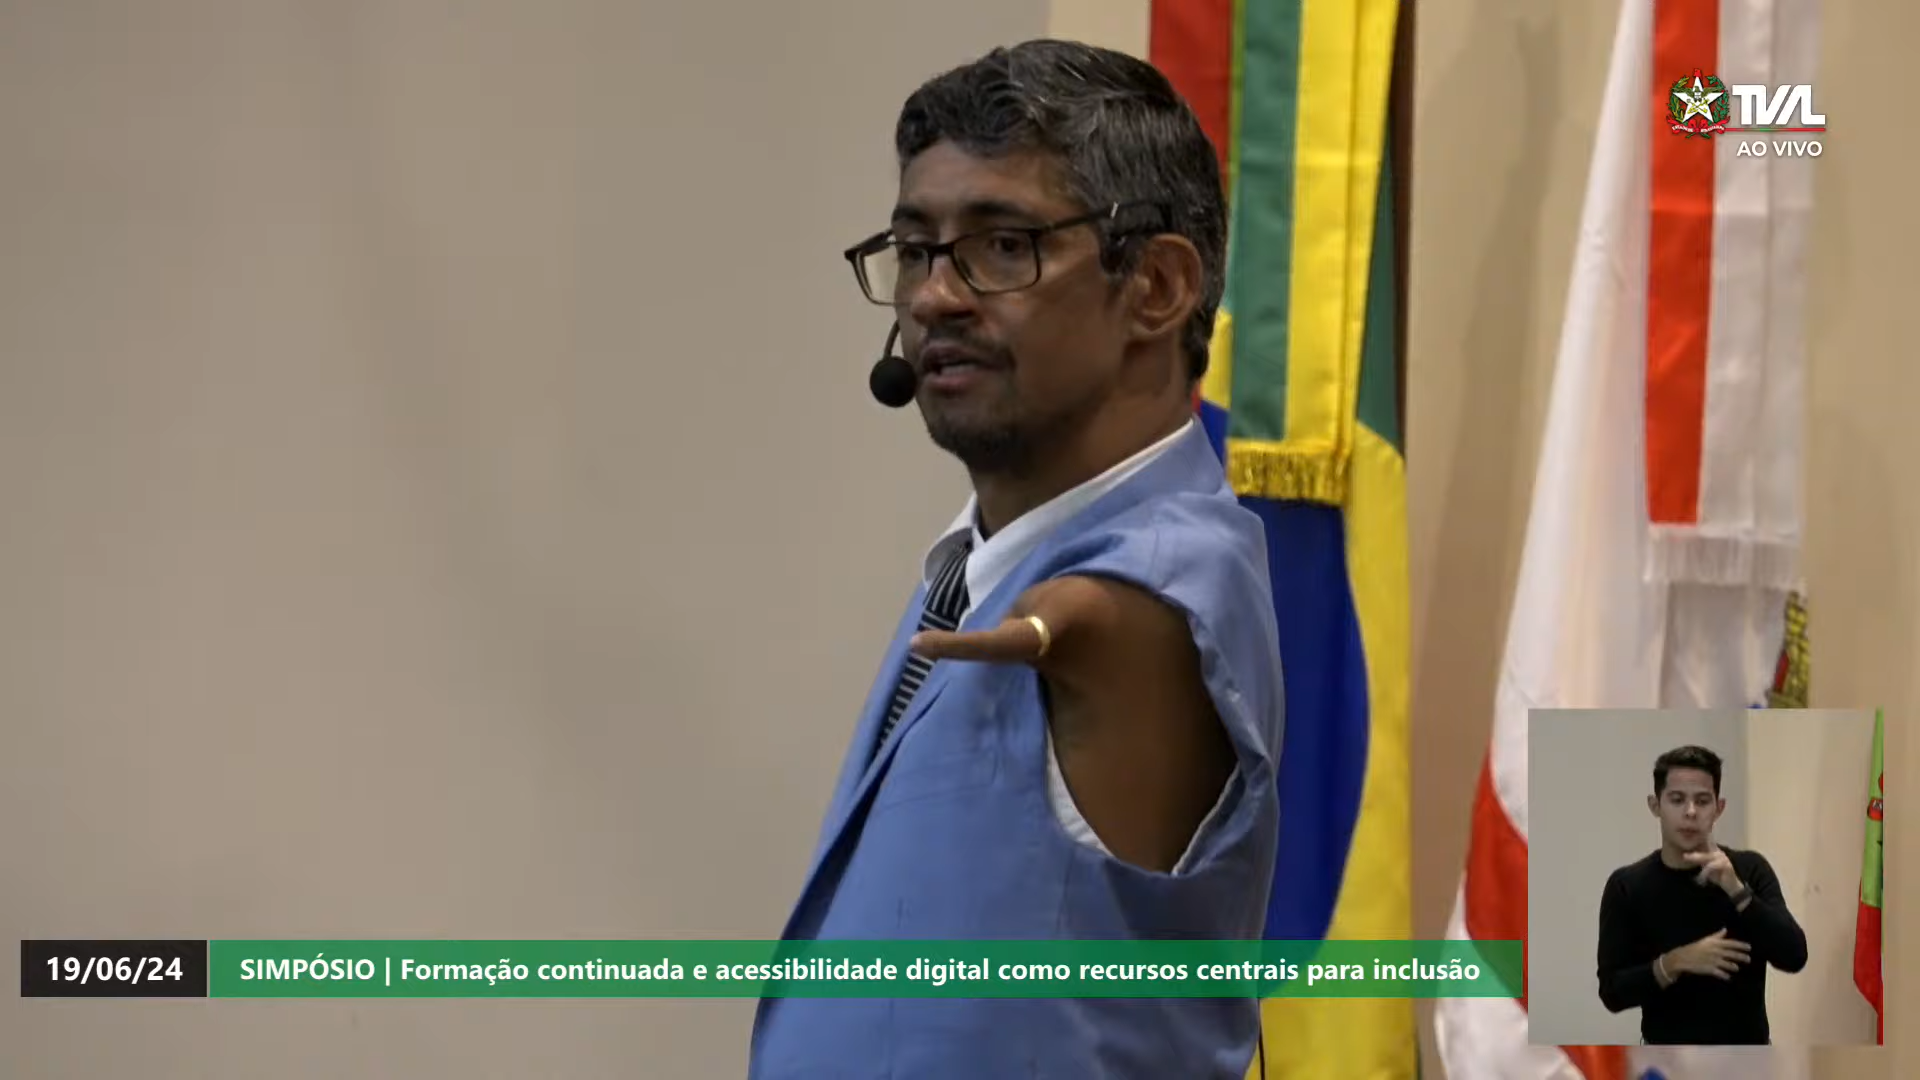 TVAL
AO VIVO
19/06/24
SIMPÓSIO | Formação continuada e acessibilidade digital como recursos centrais para inclusão